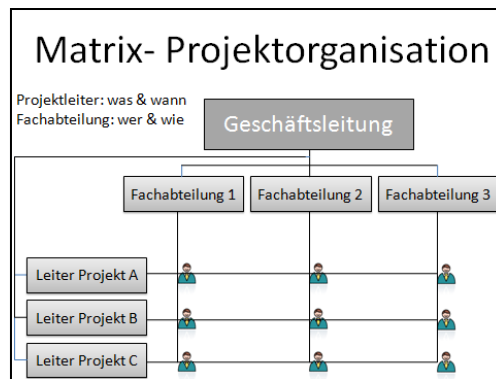 Matrix- Projektorganisation
Projektleiter: was & wann
Fachabteilung: wer & wie
Geschäftsleitung
Fachabteilung 1
Fachabteilung 2
Fachabteilung 3
Leiter Projekt A
Leiter Projekt B
Leiter Projekt C